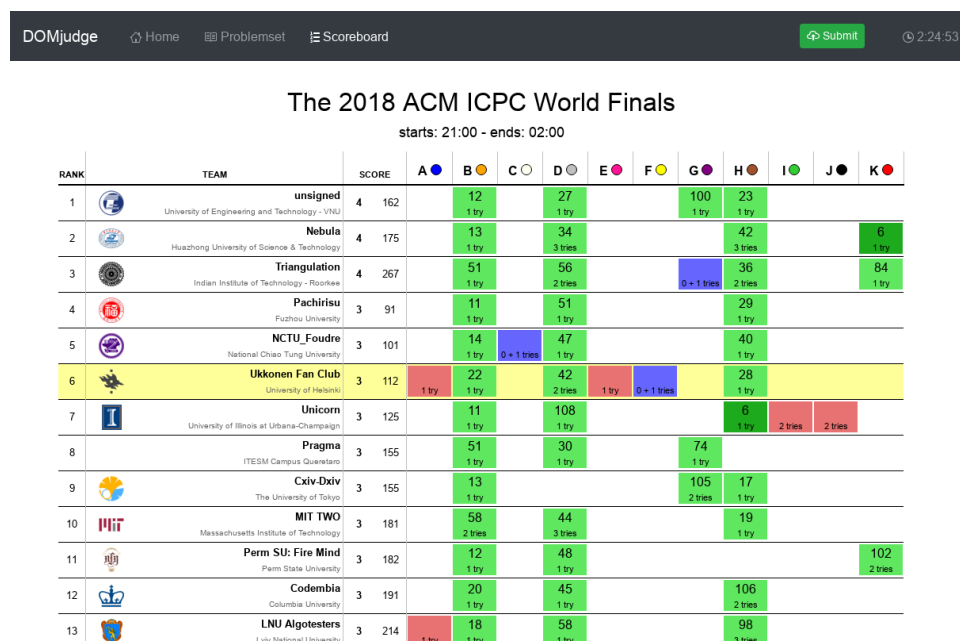 DOMjudge Home Problemset Scoreboard Submit 2:24:53
The 2018 ACM ICPC World Finals
starts: 21:00 - ends: 02:00
RANK TEAM SCORE A B C D E F G H I J K
1 unsigned 4 162 12 27 100 23
University of Engineering and Technology - VNU 1 try 1 try 1 try 1 try
2 Nebula 4 175 13 34 42 6
Huazhong University of Science & Technology 1 try 3 tries 3 tries 1 try
3 Triangulation 4 267 51 56 36 84
Indian Institute of Technology - Roorkee 1 try 2 tries 0 + 1 tries 2 tries 1 try
4 Pachirisu 3 91 11 51 29
Fuzhou University 1 try 1 try 1 try
5 NCTU_Foudre 3 101 14 47 40
National Chiao Tung University 1 try 0 + 1 tries 1 try 1 try
6 Ukkonen Fan Club 3 112 22 42 28
University of Helsinki 1 try 1 try 2 tries 1 try 0 + 1 tries 1 try
7 Unicorn 3 125 11 108 6
University of Illinois at Urbana-Champaign 1 try 1 try 1 try 2 tries 2 tries
8 Pragma 3 155 51 30 74
ITESM Campus Queretaro 1 try 1 try 1 try
9 Cxiv-Dxiv 3 155 13 105 17
The University of Tokyo 1 try 2 tries 1 try
10 MIT TWO 3 181 58 44 19
Massachusetts Institute of Technology 2 tries 3 tries 1 try
11 Perm SU: Fire Mind 3 182 12 48 102
Perm State University 1 try 1 try 2 tries
12 Codembia 3 191 20 45 106
Columbia University 1 try 1 try 2 tries
13 LNU Algotesters 3 214 18 58 98
Lviv National University 1 try 1 try 1 try 3 tries